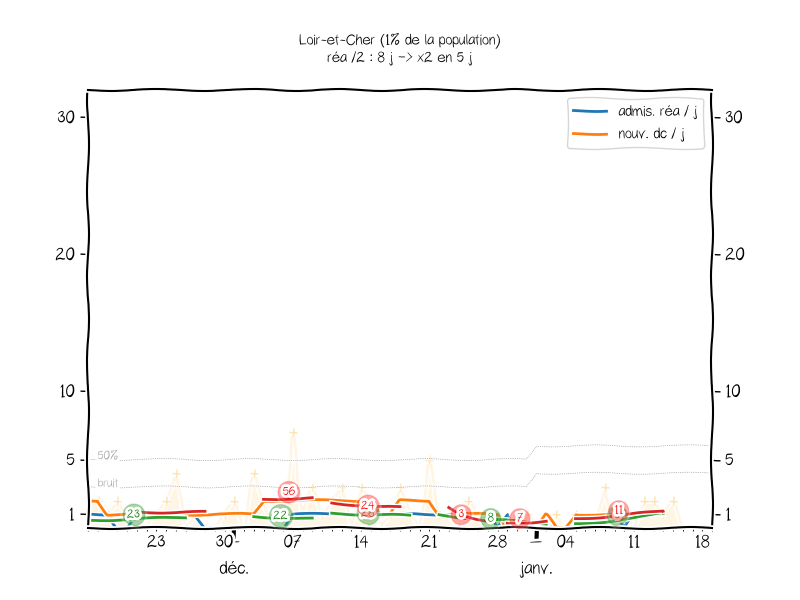 Loir-et-Cher (1% de la population)
réa /2 : 8 j -> x2 en 5 j
admis. réa / j
nouv. dc / j
30 30
20 20
10 10
5 5
1 1
50%
bruit
23 22 56 24 3 8 7 11
23 30 07 14 21 28 04 11 18
déc. janv.